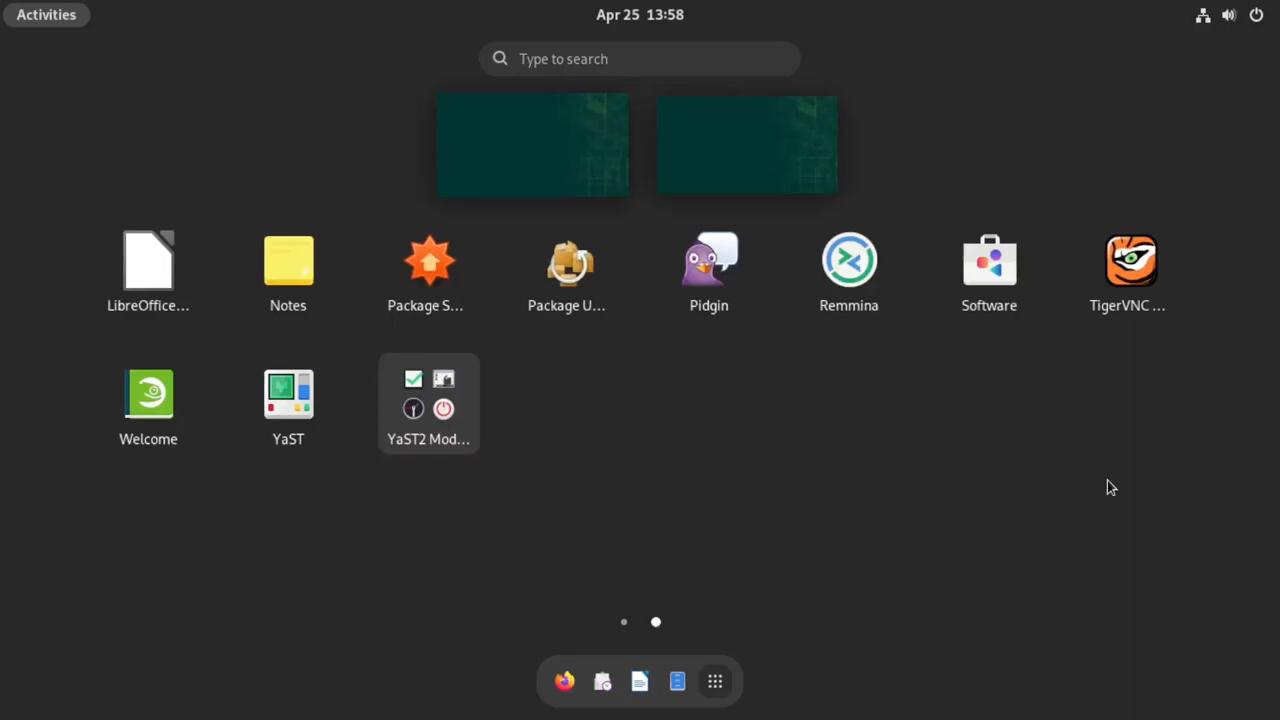 Activities
Apr 25 13:58
Type to search
LibreOffice...
Notes
Package S...
Package U...
Pidgin
Remmina
Software
TigerVNC ...
Welcome
YaST
YaST2 Mod...